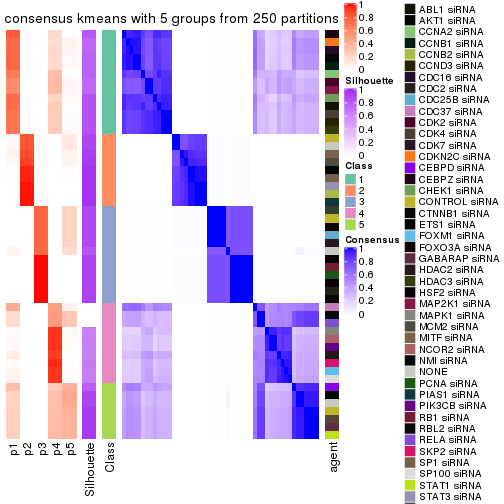 consensus kmeans with 5 groups from 250 partitions
1
0.8
0.6
0.4
0.2
0
Silhouette
1
0.8
0.6
0.4
0.2
0
Class
1
2
3
4
5
Consensus
1
0.8
0.6
0.4
0.2
0
p1
p2
p3
p4
p5
Silhouette
Class
agent
ABL1 siRNA
AKT1 siRNA
CCNA2 siRNA
CCNB1 siRNA
CCNB2 siRNA
CCND3 siRNA
CDC16 siRNA
CDC2 siRNA
CDC25B siRNA
CDC37 siRNA
CDK2 siRNA
CDK4 siRNA
CDK7 siRNA
CDKN2C siRNA
CEBPD siRNA
CEBPZ siRNA
CHEK1 siRNA
CONTROL siRNA
CTNNB1 siRNA
ETS1 siRNA
FOXM1 siRNA
FOXO3A siRNA
GABARAP siRNA
HDAC2 siRNA
HDAC3 siRNA
HSF2 siRNA
MAP2K1 siRNA
MAPK1 siRNA
MCM2 siRNA
MITF siRNA
NCOR2 siRNA
NMI siRNA
NONE
PCNA siRNA
PIAS1 siRNA
PIK3CB siRNA
RB1 siRNA
RBL2 siRNA
RELA siRNA
SKP2 siRNA
SP1 siRNA
SP100 siRNA
STAT1 siRNA
STAT3 siRNA